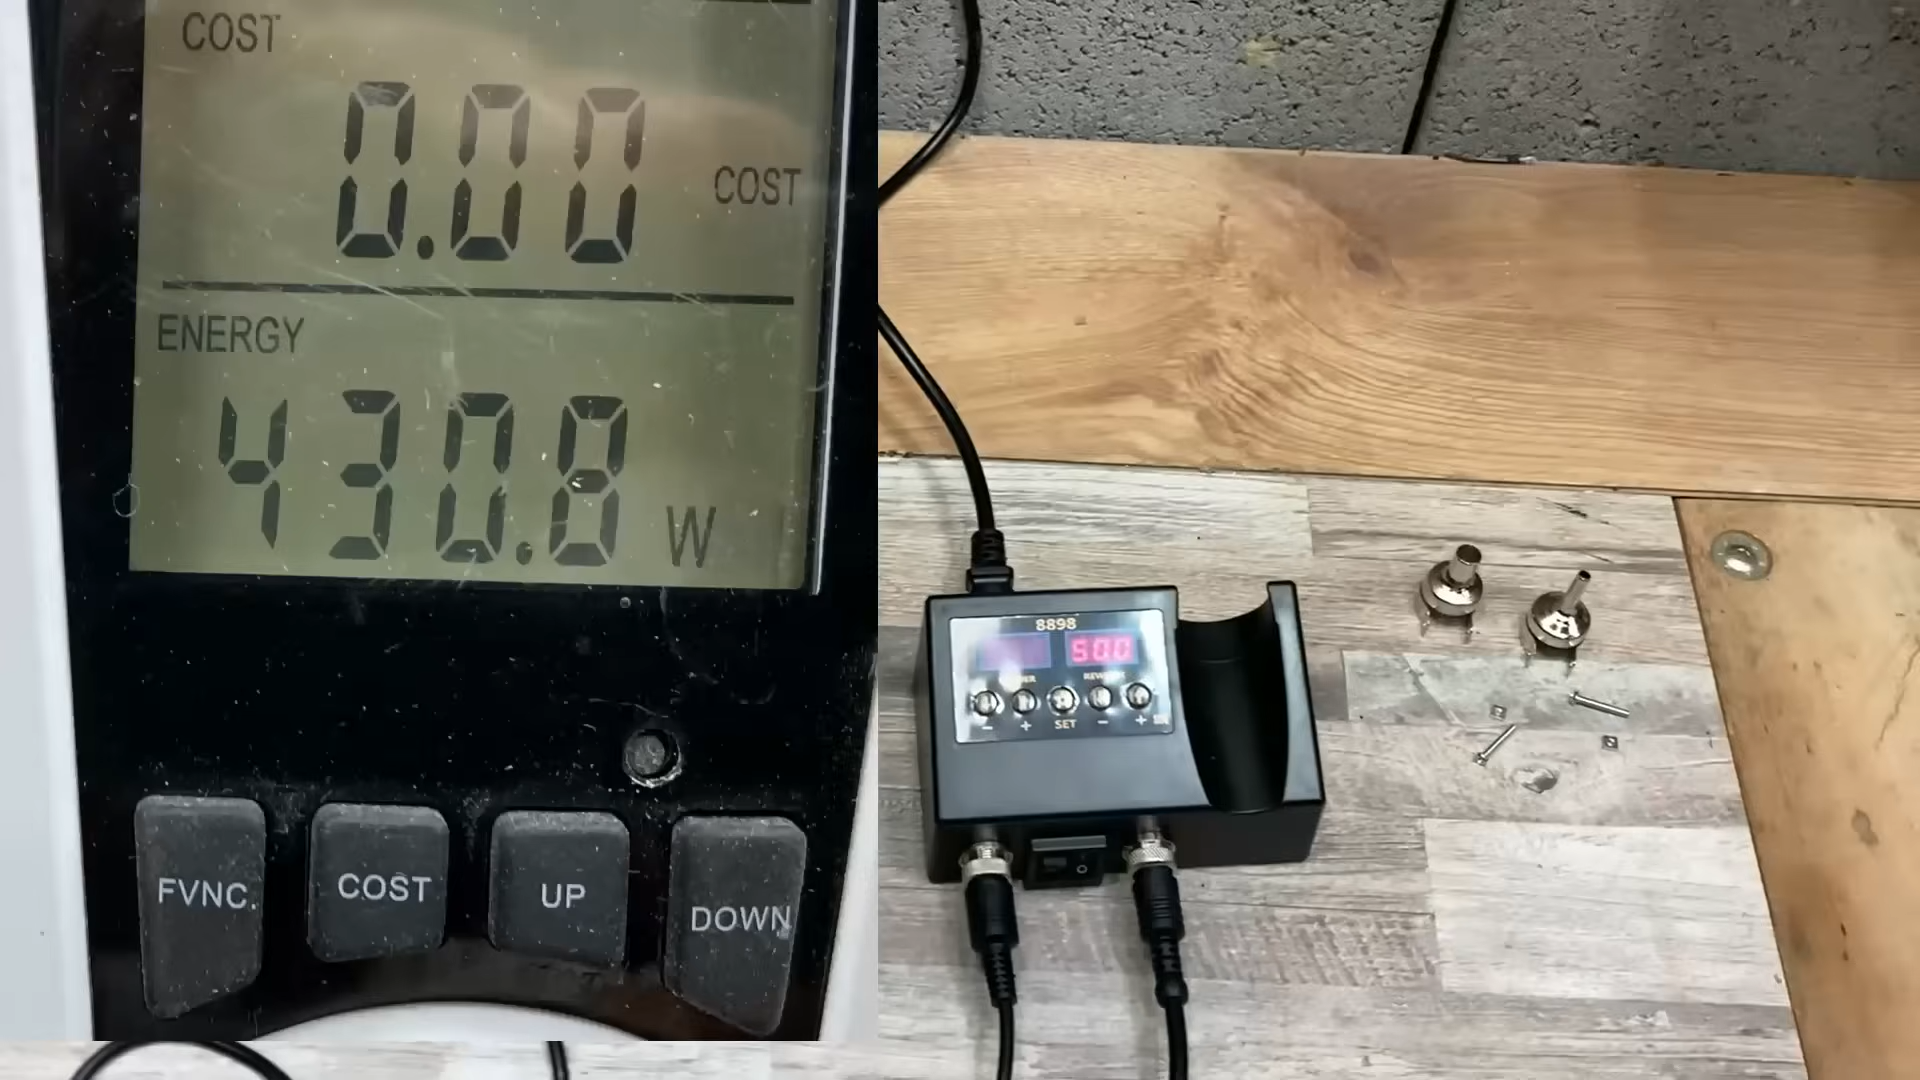 COST
0.00
COST
ENERGY
430.8
W
FVNC.
COST
UP
DOWN
8898
500
- + SET - +